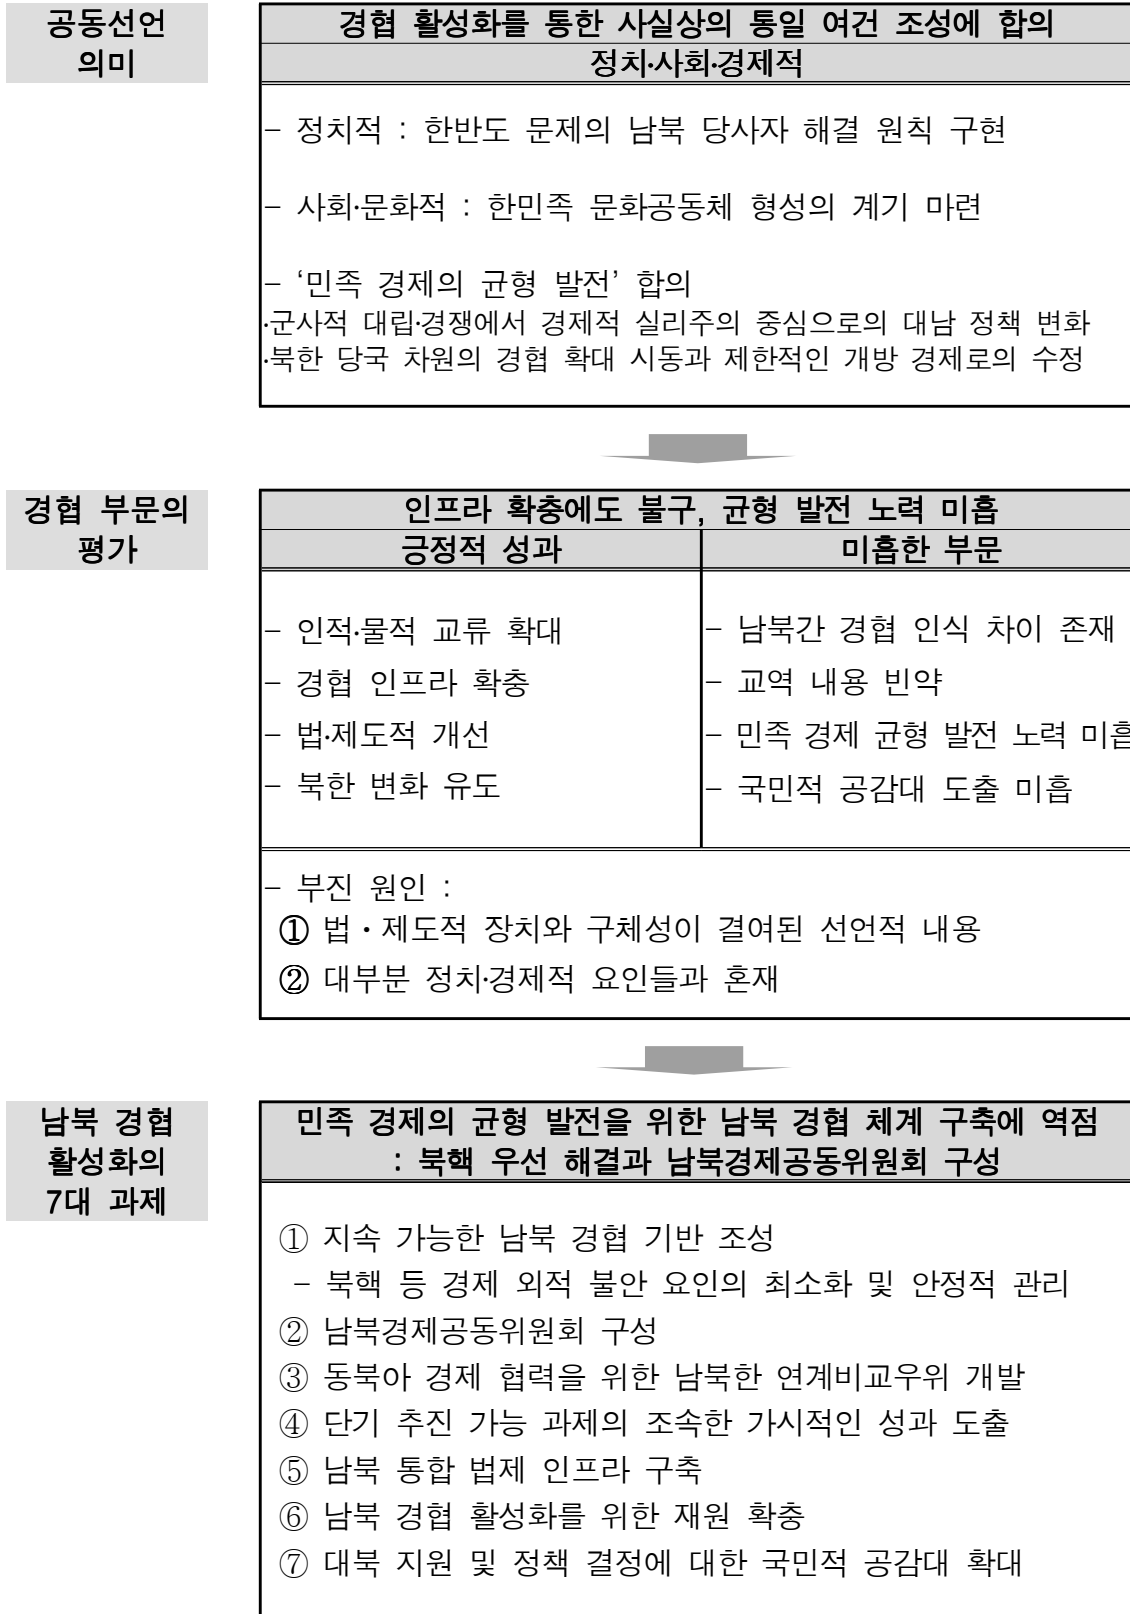 공동선언
의미
경협 활성화를 통한 사실상의 통일 여건 조성에 합의
정치·사회·경제적
– 정치적 : 한반도 문제의 남북 당사자 해결 원칙 구현
– 사회·문화적 : 한민족 문화공동체 형성의 계기 마련
– ‘민족 경제의 균형 발전’ 합의
·군사적 대립·경쟁에서 경제적 실리주의 중심으로의 대남 정책 변화
·북한 당국 차원의 경협 확대 시동과 제한적인 개방 경제로의 수정
경협 부문의
평가
인프라 확충에도 불구, 균형 발전 노력 미흡
긍정적 성과
미흡한 부문
– 인적·물적 교류 확대
– 경협 인프라 확충
– 법·제도적 개선
– 북한 변화 유도
– 남북간 경협 인식 차이 존재
– 교역 내용 빈약
– 민족 경제 균형 발전 노력 미흡
– 국민적 공감대 도출 미흡
– 부진 원인 :
① 법・제도적 장치와 구체성이 결여된 선언적 내용
② 대부분 정치·경제적 요인들과 혼재
남북 경협
활성화의
7대 과제
민족 경제의 균형 발전을 위한 남북 경협 체계 구축에 역점
: 북핵 우선 해결과 남북경제공동위원회 구성
① 지속 가능한 남북 경협 기반 조성
– 북핵 등 경제 외적 불안 요인의 최소화 및 안정적 관리
② 남북경제공동위원회 구성
③ 동북아 경제 협력을 위한 남북한 연계비교우위 개발
④ 단기 추진 가능 과제의 조속한 가시적인 성과 도출
⑤ 남북 통합 법제 인프라 구축
⑥ 남북 경협 활성화를 위한 재원 확충
⑦ 대북 지원 및 정책 결정에 대한 국민적 공감대 확대